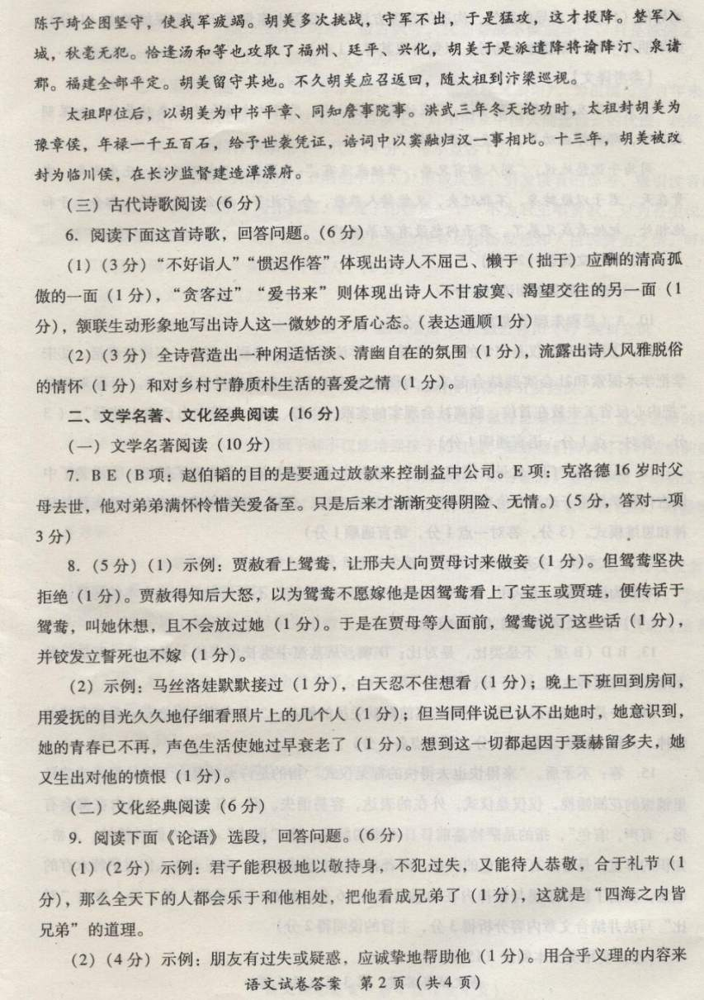 陈子琦企图坚守，使我军疲竭。胡美多次挑战，守军不出，于是猛攻，这才投降。整军入
城，秋毫无犯。恰逢汤和等也攻取了福州、廷平、兴化，胡美于是派遣降将谕降汀、泉诸
郡。福建全部平定。胡美留守其地。不久胡美应召返回，随太祖到汴梁巡视。
太祖即位后，以胡美为中书平章、同知詹事院事。洪武三年冬天论功时，太祖封胡美为
豫章侯，年禄一千五百石，给予世袭凭证，诰词中以窦融归汉一事相比。十三年，胡美被改
封为临川侯，在长沙监督建造潭漂府。
（三）古代诗歌阅读（6分）
6．阅读下面这首诗歌，回答问题。（6分）
（1）（3分）“不好诣人”“惯迟作答”体现出诗人不屈己、懒于（拙于）应酬的清高孤
傲的一面（1分），“贪客过”“爱书来”则体现出诗人不甘寂寞、渴望交往的另一面（1
分），颔联生动形象地写出诗人这一微妙的矛盾心态。（表达通顺1分）
（2）（3分）全诗营造出一种闲适恬淡、清幽自在的氛围（1分），流露出诗人风雅脱俗
的情怀（1分）和对乡村宁静质朴生活的喜爱之情（1分）。
二、文学名著、文化经典阅读（16分）
（一）文学名著阅读（10分）
7．B E（B项：赵伯韬的目的是要通过放款来控制益中公司。E项：克洛德16岁时父
母去世，他对弟弟满怀怜惜关爱备至。只是后来才渐渐变得阴险、无情。）（5分，答对一项
3分）
8．（5分）（1）示例：贾赦看上鸳鸯，让邢夫人向贾母讨来做妾（1分）。但鸳鸯坚决
拒绝（1分）。贾赦得知后大怒，以为鸳鸯不愿嫁他是因鸳鸯看上了宝玉或贾琏，便传话于
鸳鸯，叫她休想，且不会放过她（1分）。于是在贾母等人面前，鸳鸯说了这些话（1分），
并铰发立誓死也不嫁（1分）。
（2）示例：马丝洛娃默默接过（1分），白天忍不住想看（1分）；晚上下班回到房间，
用爱抚的目光久久地仔细看照片上的几个人（1分）；但当同伴说已认不出她时，她意识到，
她的青春已不再，声色生活使她过早衰老了（1分）。想到这一切都起因于聂赫留多夫，她
又生出对他的愤恨（1分）。
（二）文化经典阅读（6分）
9．阅读下面《论语》选段，回答问题。（6分）
（1）（2分）示例：君子能积极地以敬持身，不犯过失，又能待人恭敬，合于礼节（1
分），那么全天下的人都会乐于和他相处，把他看成兄弟了（1分），这就是“四海之内皆
兄弟”的道理。
（2）（4分）示例：朋友有过失或疑惑，应诚挚地帮助他（1分）。用合乎义理的内容来
语文试卷答案　第2页（共4页）